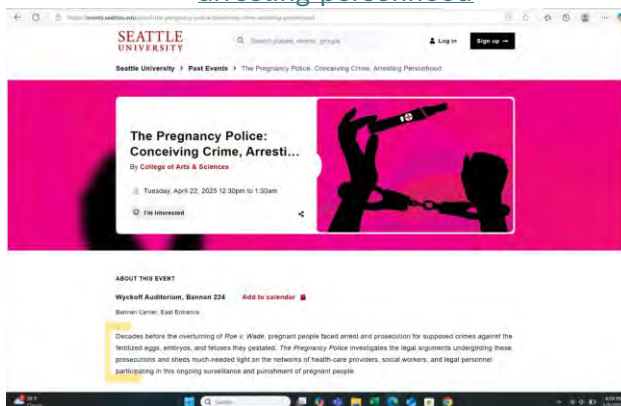 arresting personhood
SEATTLE
UNIVERSITY
Search places, events, groups
Log in
Sign up →
Seattle University > Past Events > The Pregnancy Police: Conceiving Crime, Arresting Personhood
The Pregnancy Police:
Conceiving Crime, Arresti...
By College of Arts & Sciences
Tuesday, April 22, 2025 12:30pm to 1:30am
I'm Interested
ABOUT THIS EVENT
Wyckoff Auditorium, Bannan 224 Add to calendar
Bannan Center, East Entrance
Decades before the overturning of Roe v. Wade, pregnant people faced arrest and prosecution for supposed crimes against the
fertilized eggs, embryos, and fetuses they gestated. The Pregnancy Police investigates the legal arguments undergirding these
prosecutions and sheds much-needed light on the networks of health-care providers, social workers, and legal personnel
participating in this ongoing surveillance and punishment of pregnant people.
Search